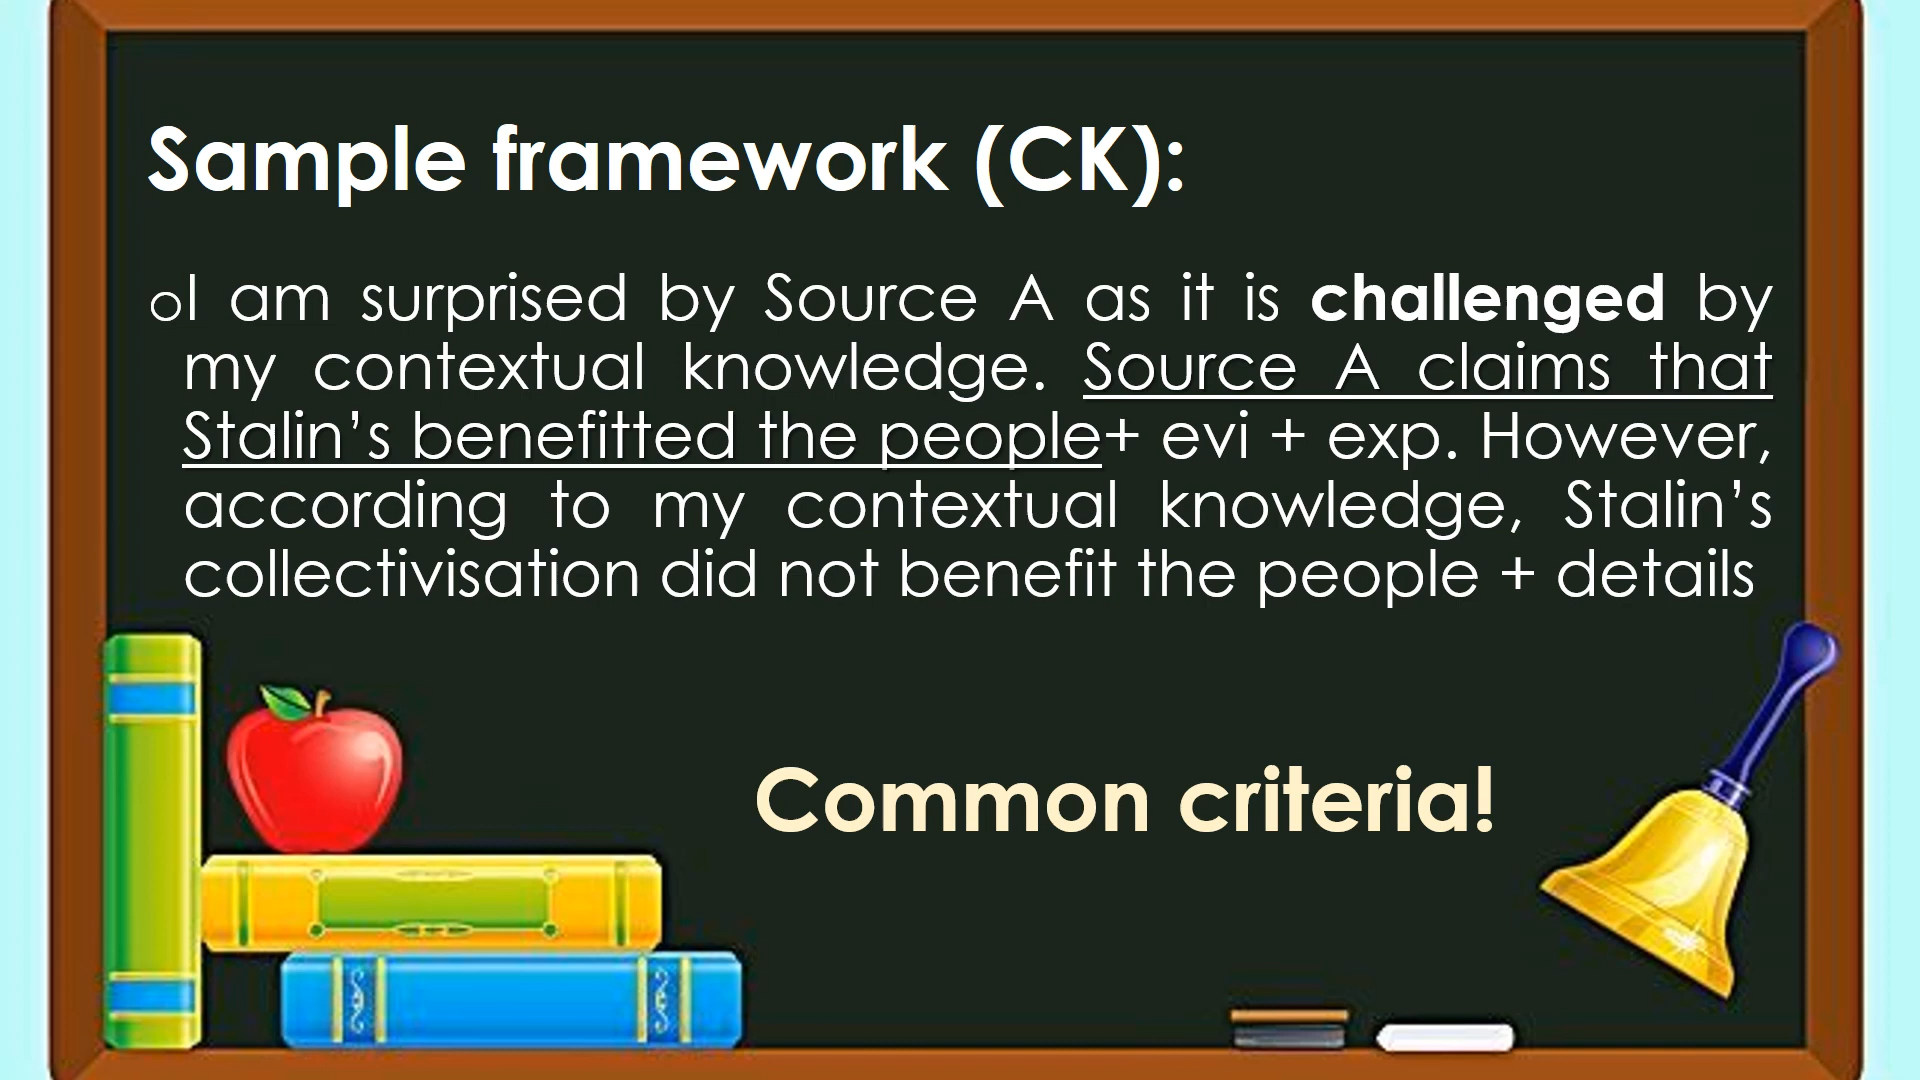 Sample framework (CK):
oI am surprised by Source A as it is challenged by
my contextual knowledge. Source A claims that
Stalin’s benefitted the people+ evi + exp. However,
according to my contextual knowledge, Stalin’s
collectivisation did not benefit the people + details
Common criteria!